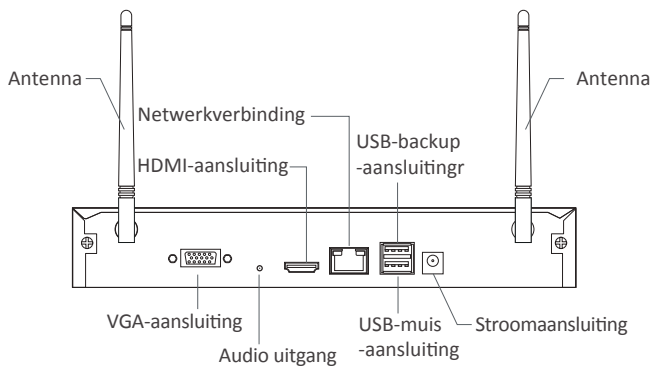 Antenna
Antenna
Netwerkverbinding
USB-backup
-aansluitingr
HDMI-aansluiting
VGA-aansluiting
USB-muis
-aansluiting
Stroomaansluiting
Audio uitgang